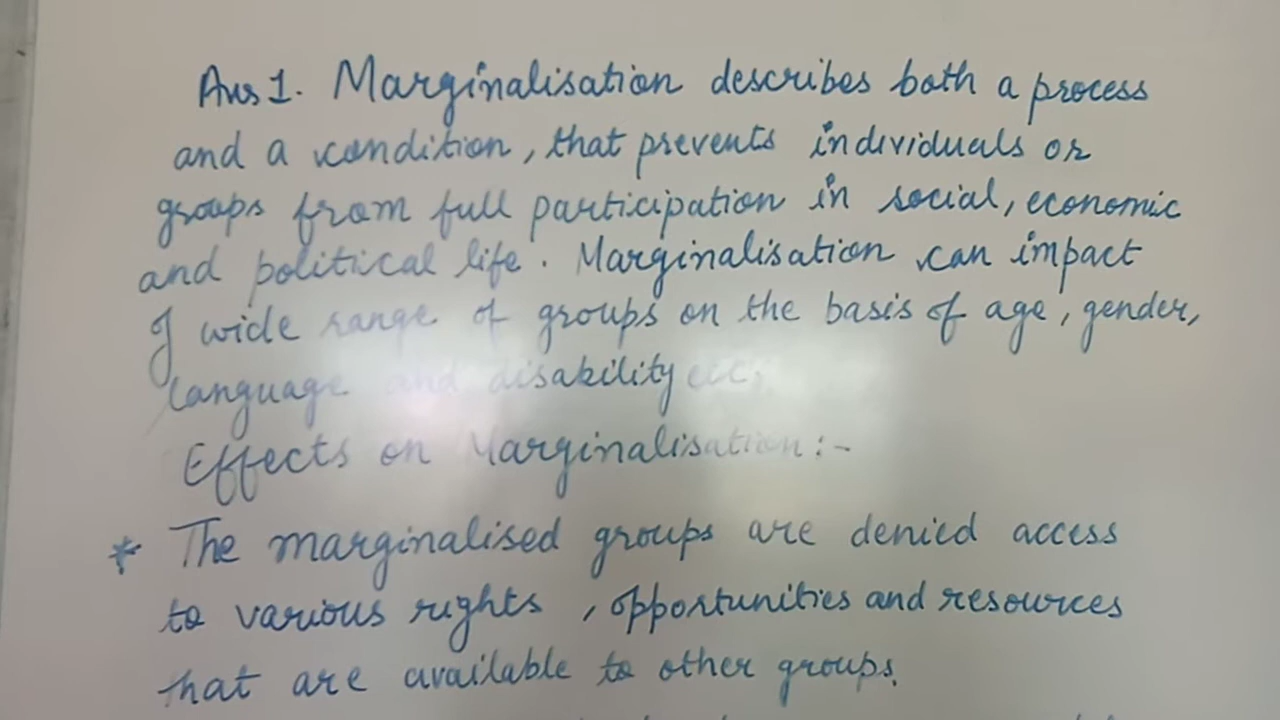 Ans 1. Marginalisation describes both a process
and a condition, that prevents individuals or
groups from full participation in social, economic
and political life. Marginalisation can impact
of wide range of groups on the basis of age, gender,
language and disability etc.
Effects on Marginalisation :-
* The marginalised groups are denied access
to various rights, opportunities and resources
that are available to other groups.